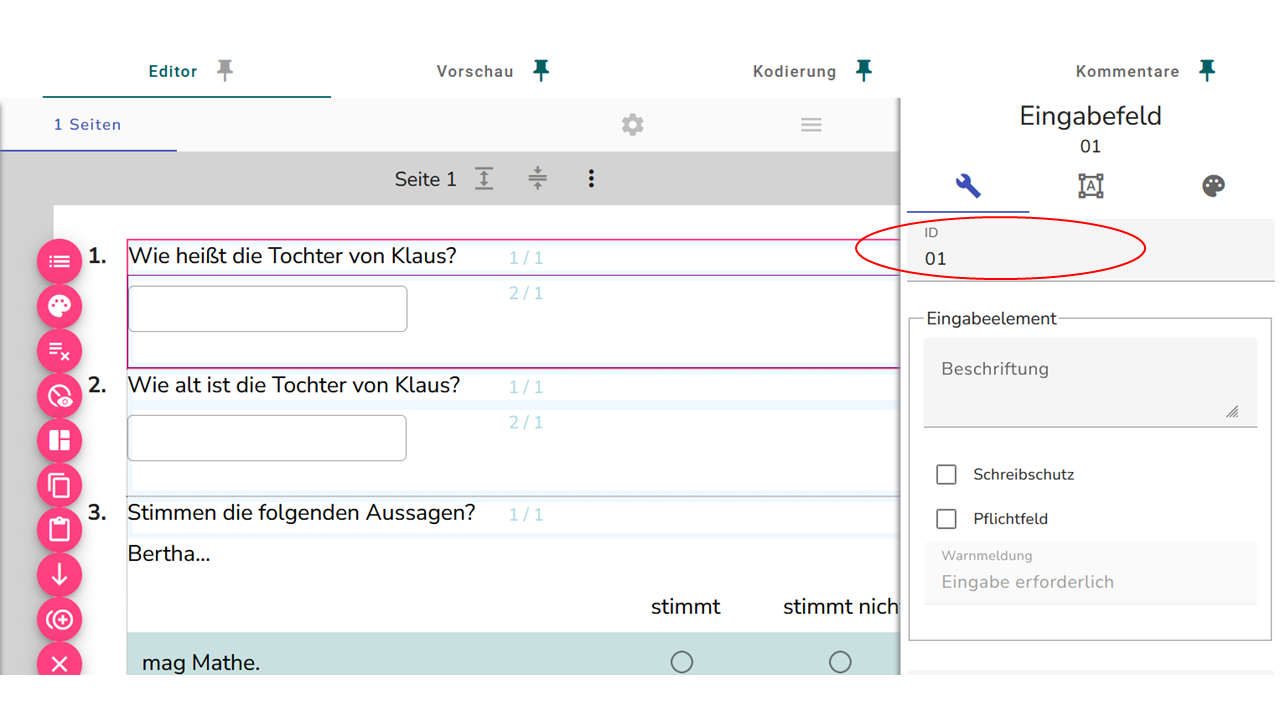 Editor
Vorschau
Kodierung
Kommentare
1 Seiten
Seite 1
1. Wie heißt die Tochter von Klaus? 1 / 1
2 / 1
2. Wie alt ist die Tochter von Klaus? 1 / 1
2 / 1
3. Stimmen die folgenden Aussagen? 1 / 1
Bertha...
stimmt stimmt nich
mag Mathe.
Eingabefeld
01
A
ID
01
Eingabeelement
Beschriftung
Schreibschutz
Pflichtfeld
Warnmeldung
Eingabe erforderlich